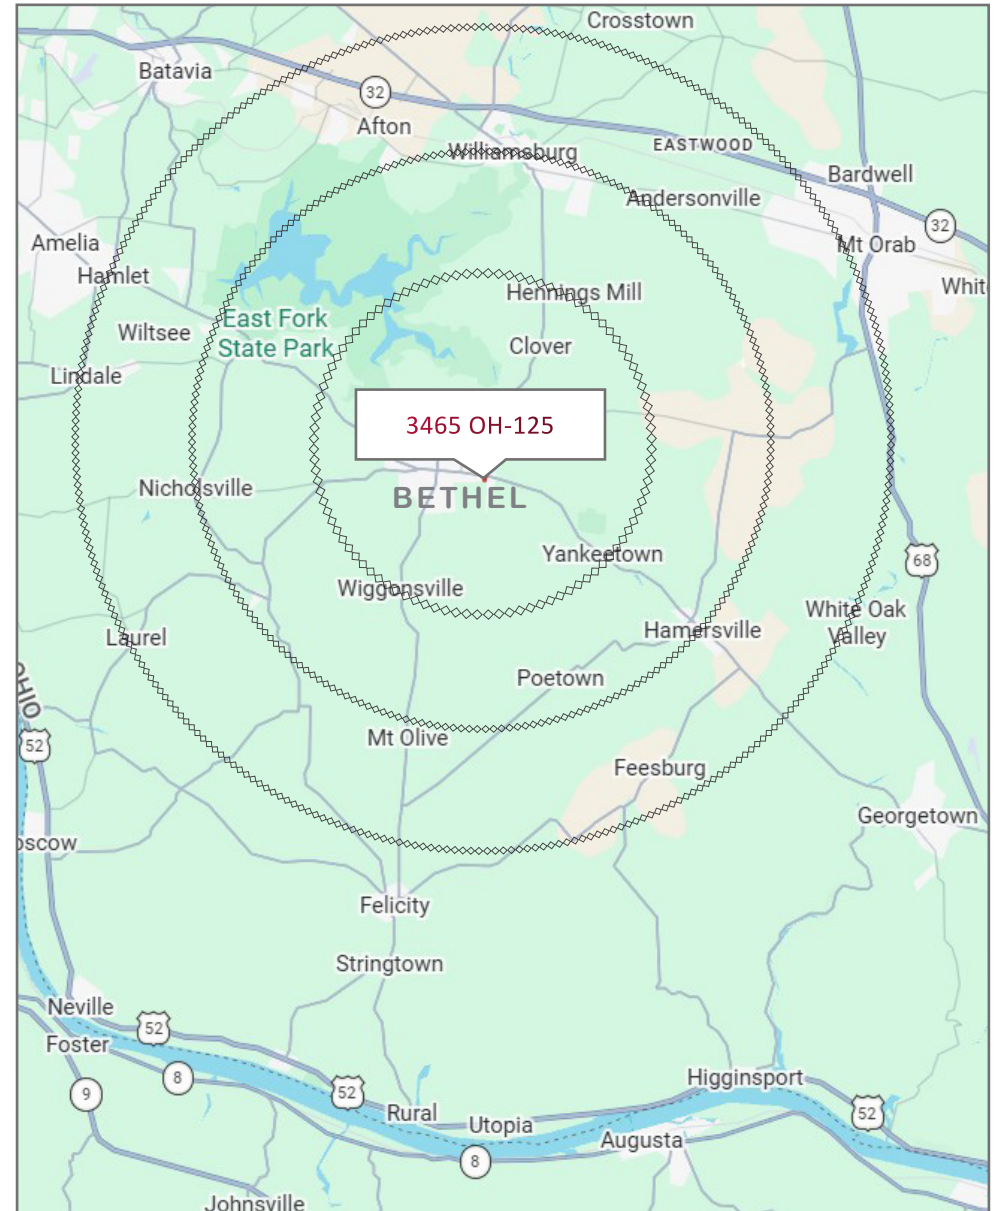 Crosstown
Batavia
32
Afton
Williamsburg
EASTWOOD
Bardwell
Andersonville
32
Amelia
Mt Orab
Hamlet
Whit
Hennings Mill
East Fork
State Park
Wiltsee
Clover
Lindale
3465 OH-125
Nicholsville
BETHEL
Yankeetown
68
Wiggonsville
White Oak
Valley
Laurel
Hamersville
OHIO
Poetown
52
Mt Olive
Feesburg
Georgetown
oscow
Felicity
Stringtown
Neville
52
Foster
8
Higginsport
9
52
Rural
52
Utopia
Augusta
8
Johnsville